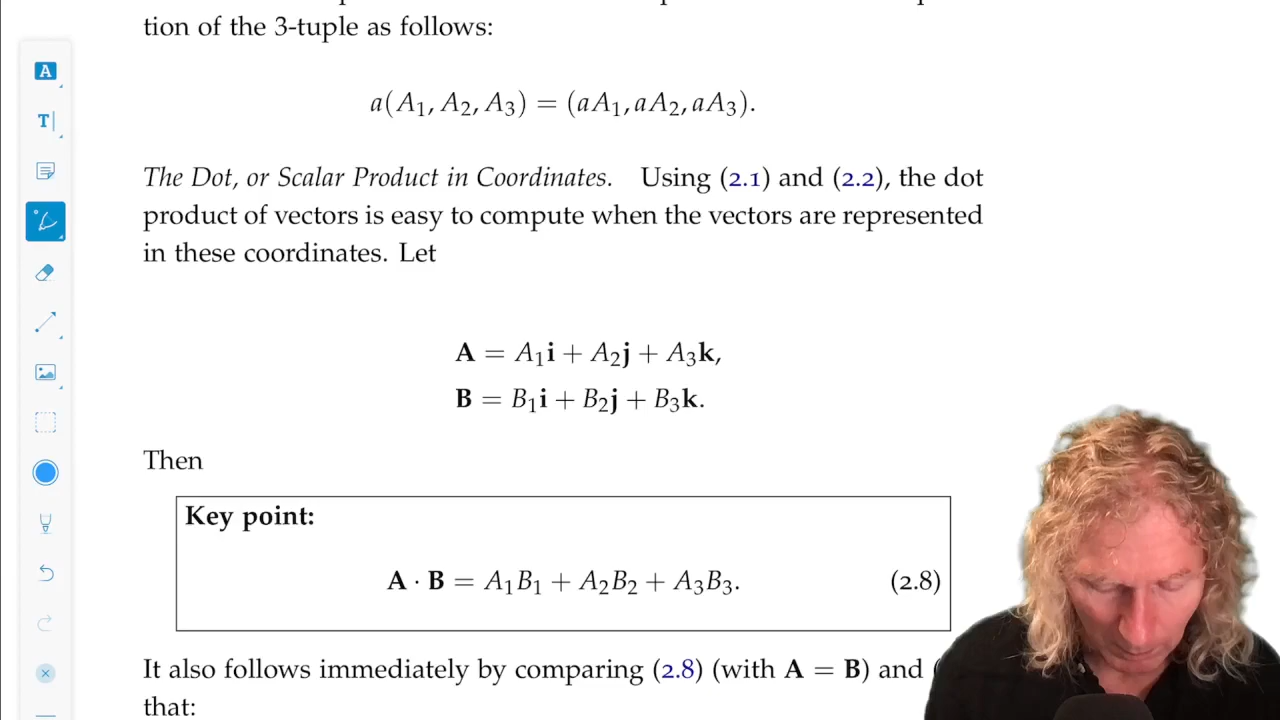 tion of the 3-tuple as follows:
a(A₁, A₂, A₃) = (aA₁, aA₂, aA₃).
The Dot, or Scalar Product in Coordinates. Using (2.1) and (2.2), the dot
product of vectors is easy to compute when the vectors are represented
in these coordinates. Let
A = A₁i + A₂j + A₃k,
B = B₁i + B₂j + B₃k.
Then
Key point:
A · B = A₁B₁ + A₂B₂ + A₃B₃. (2.8)
It also follows immediately by comparing (2.8) (with A = B) and (
that: